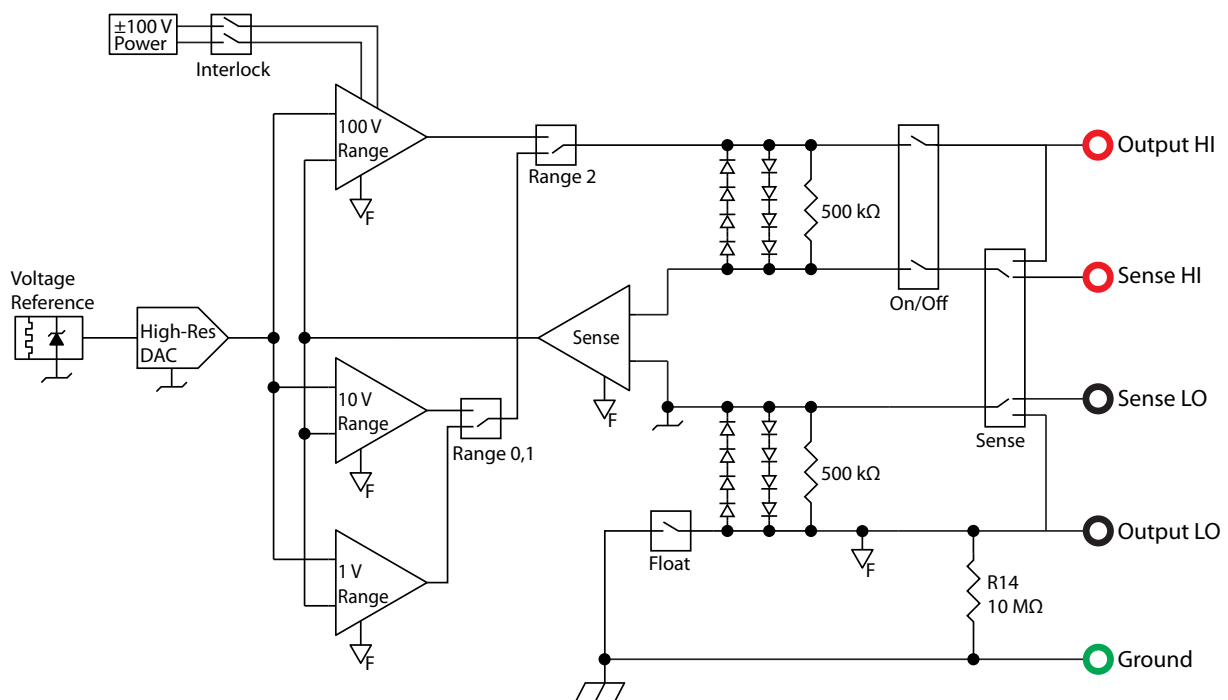 ±100 V
Power
Interlock
100 V
Range
F
Range 2
500 kΩ
On/Off
Output HI
Sense HI
Voltage
Reference
High-Res
DAC
Sense
F
10 V
Range
F
Range 0,1
Sense LO
Sense
500 kΩ
Float
F
Output LO
1 V
Range
F
R14
10 MΩ
Ground